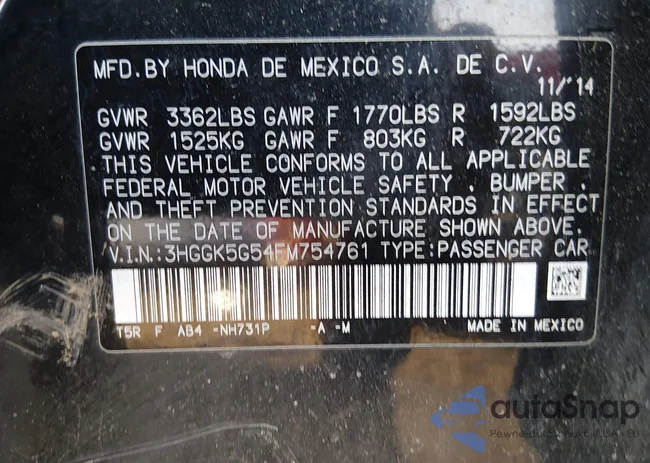 MFD.BY HONDA DE MEXICO S.A. DE C.V.
11/'14
GVWR 3362LBS GAWR F 1770LBS R 1592LBS
GVWR 1525KG GAWR F 803KG R 722KG
THIS VEHICLE CONFORMS TO ALL APPLICABLE
FEDERAL MOTOR VEHICLE SAFETY , BUMPER ,
AND THEFT PREVENTION STANDARDS IN EFFECT
ON THE DATE OF MANUFACTURE SHOWN ABOVE.
V.I.N.:3HGGK5G54FM754761 TYPE:PASSENGER CAR
T5R F AB4 -NH731P -A -M MADE IN MEXICO
autaSnap